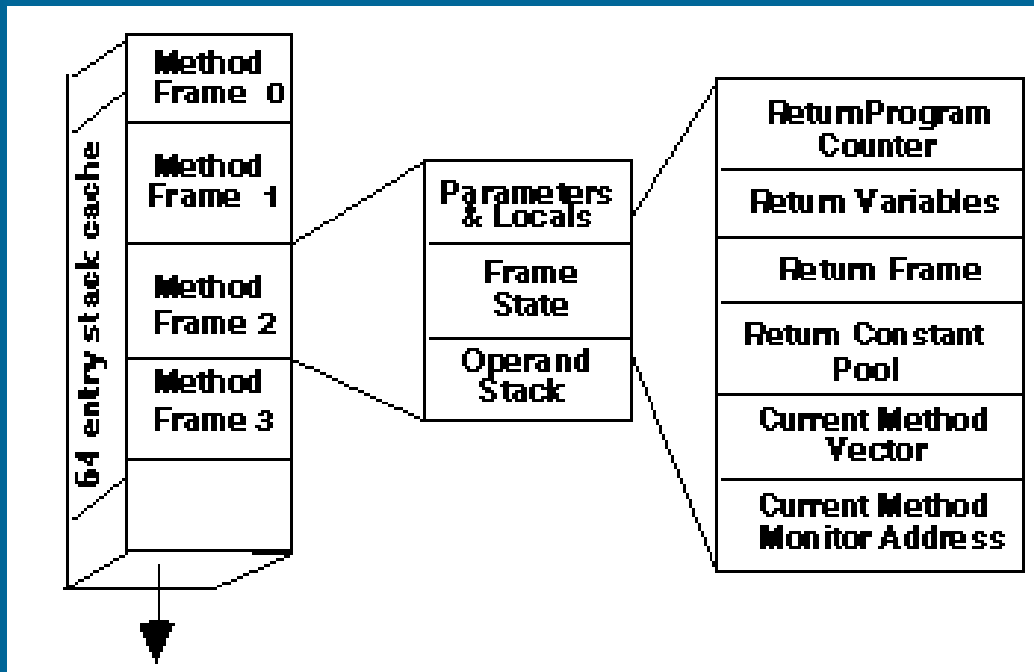 64 entry stack cache
Method
Frame 0
Method
Frame 1
Method
Frame 2
Method
Frame 3
Parameters
& Locals
Frame
State
Operand
Stack
ReturnProgram
Counter
Return Variables
Return Frame
Return Constant
Pool
Current Method
Vector
Current Method
Monitor Address